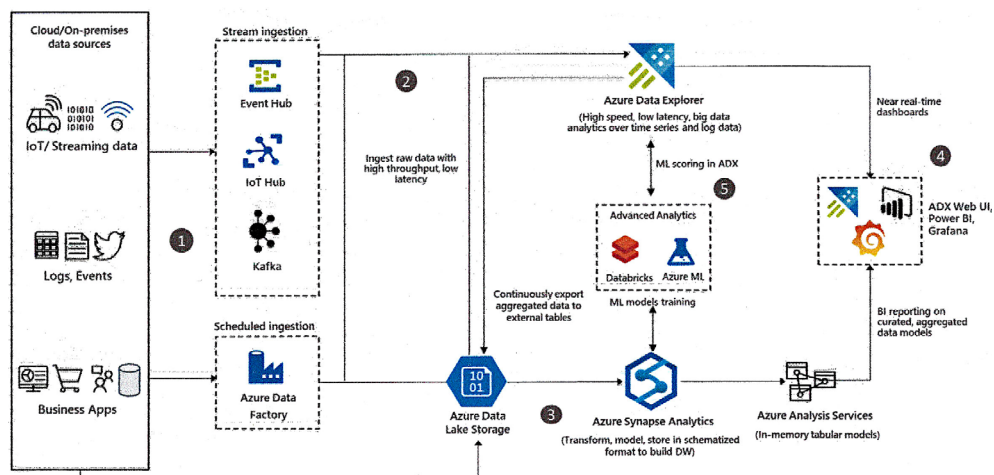 Cloud/On-premises
data sources
101010
010101
101010
IoT/ Streaming data
Logs, Events
Business Apps
1
Stream ingestion
Event Hub
IoT Hub
Kafka
Scheduled ingestion
Azure Data
Factory
2
Ingest raw data with
high throughput, low
latency
Continuously export
aggregated data to
external tables
10
01
Azure Data
Lake Storage
3
Azure Data Explorer
(High speed, low latency, big data
analytics over time series and log data)
ML scoring in ADX
5
Advanced Analytics
Databricks
Azure ML
ML models training
Azure Synapse Analytics
(Transform, model, store in schematized
format to build DW)
Near real-time
dashboards
4
ADX Web UI,
Power BI,
Grafana
BI reporting on
curated, aggregated
data models
Azure Analysis Services
(In-memory tabular models)